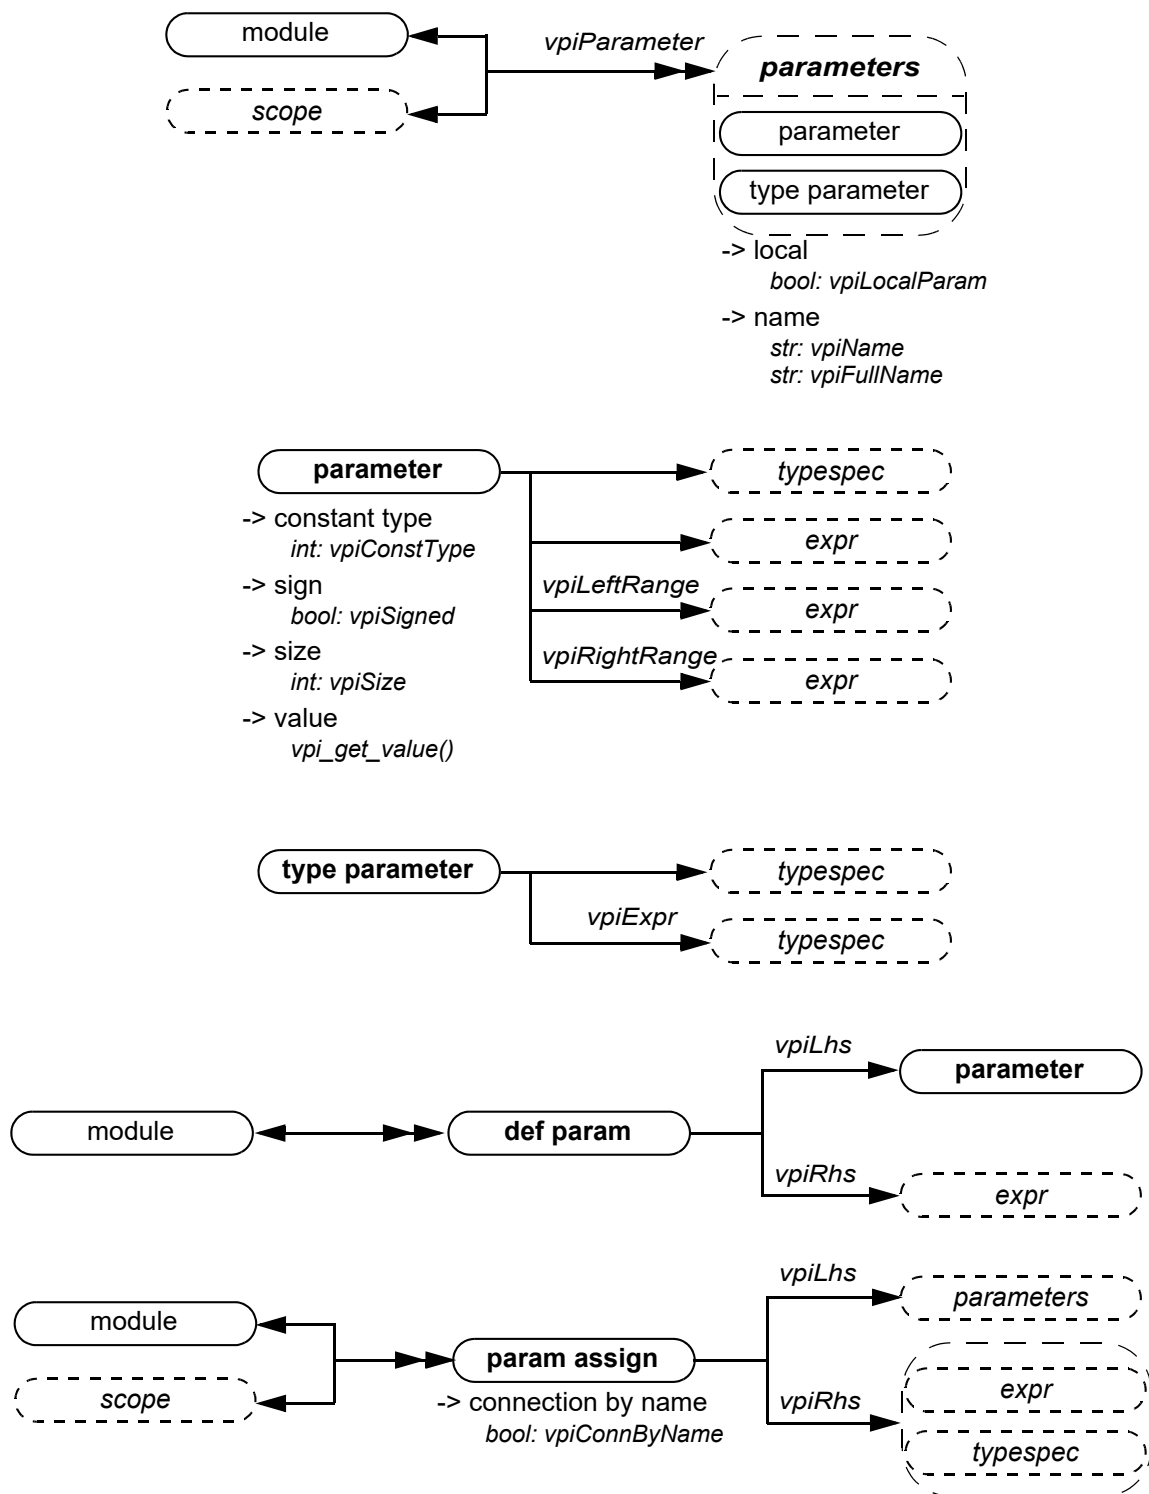 module
vpiParameter
parameters
scope
parameter
type parameter
-> local
bool: vpiLocalParam
-> name
str: vpiName
str: vpiFullName
parameter
typespec
-> constant type
int: vpiConstType
expr
-> sign
bool: vpiSigned
vpiLeftRange
expr
-> size
int: vpiSize
vpiRightRange
expr
-> value
vpi_get_value()
type parameter
typespec
vpiExpr
typespec
vpiLhs
parameter
module
def param
vpiRhs
expr
vpiLhs
parameters
module
param assign
scope
-> connection by name
bool: vpiConnByName
vpiRhs
expr
typespec